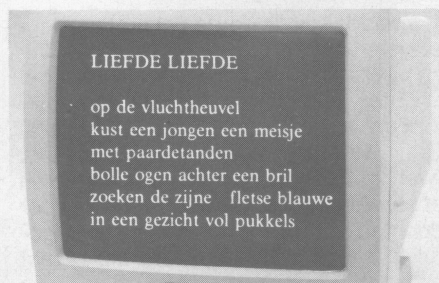 LIEFDE LIEFDE
op de vluchtheuvel
kust een jongen een meisje
met paardetanden
bolle ogen achter een bril
zoeken de zijne fletse blauwe
in een gezicht vol pukkels